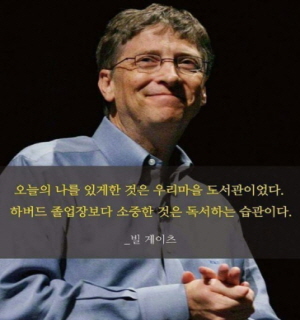 오늘의 나를 있게한 것은 우리마을 도서관이었다.
하버드 졸업장보다 소중한 것은 독서하는 습관이다.
_빌 게이츠